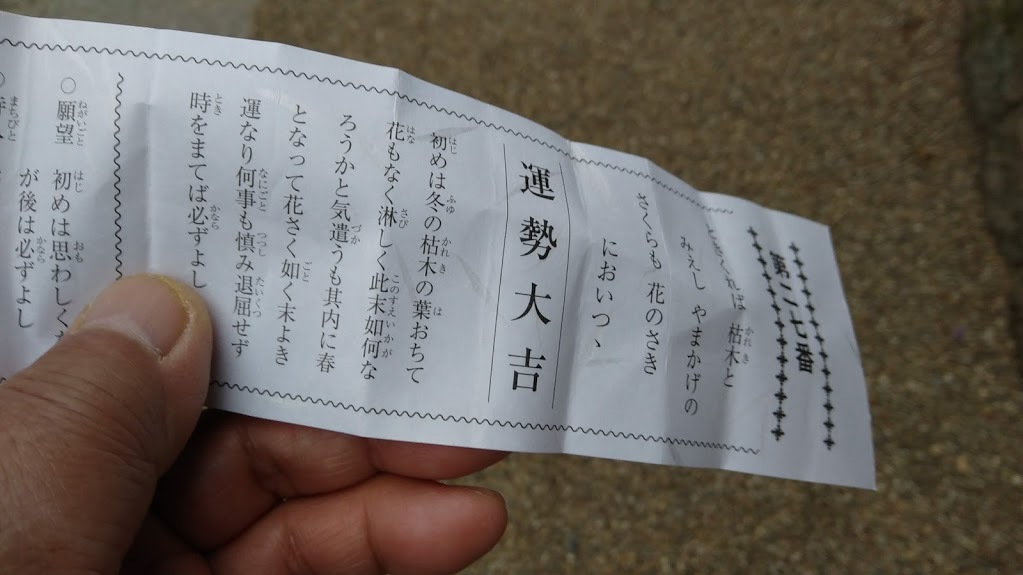 第二七番
ときくれば 枯木と
みえし やまかげの
さくらも 花のさき
においつゝ
運勢大吉
初めは冬の枯木の葉おちて
花もなく淋しく此末如何な
ろうかと気遣うも其内に春
となって花さく如く末よき
運なり何事も慎み退屈せず
時をまてば必ずよし
○願望 初めは思わしく
が後は必ずよし